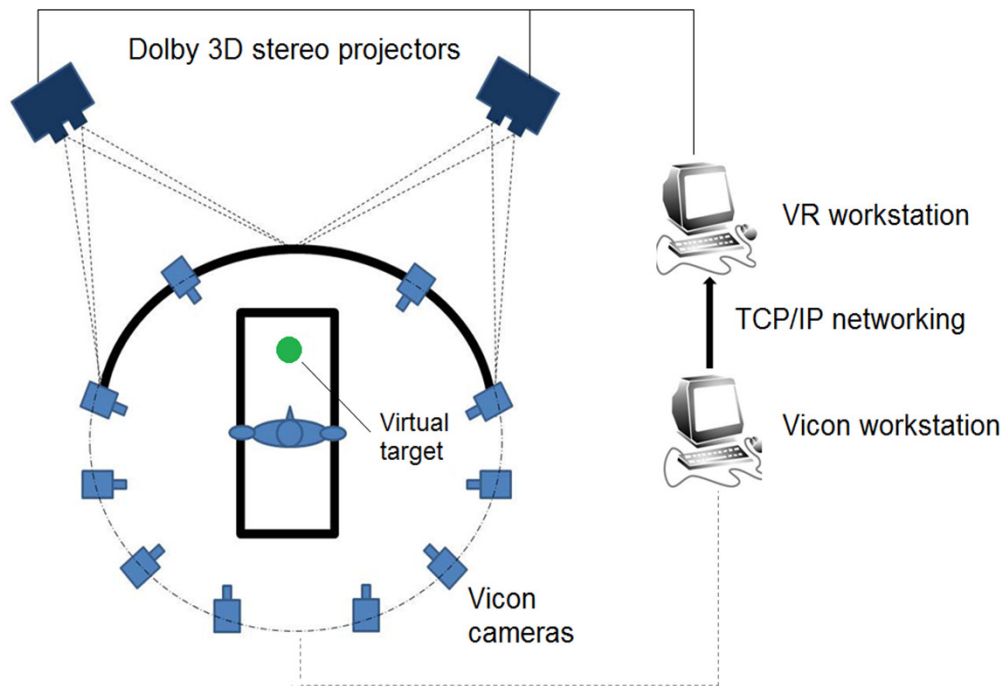 Dolby 3D stereo projectors
VR workstation
TCP/IP networking
Virtual
target
Vicon workstation
Vicon
cameras